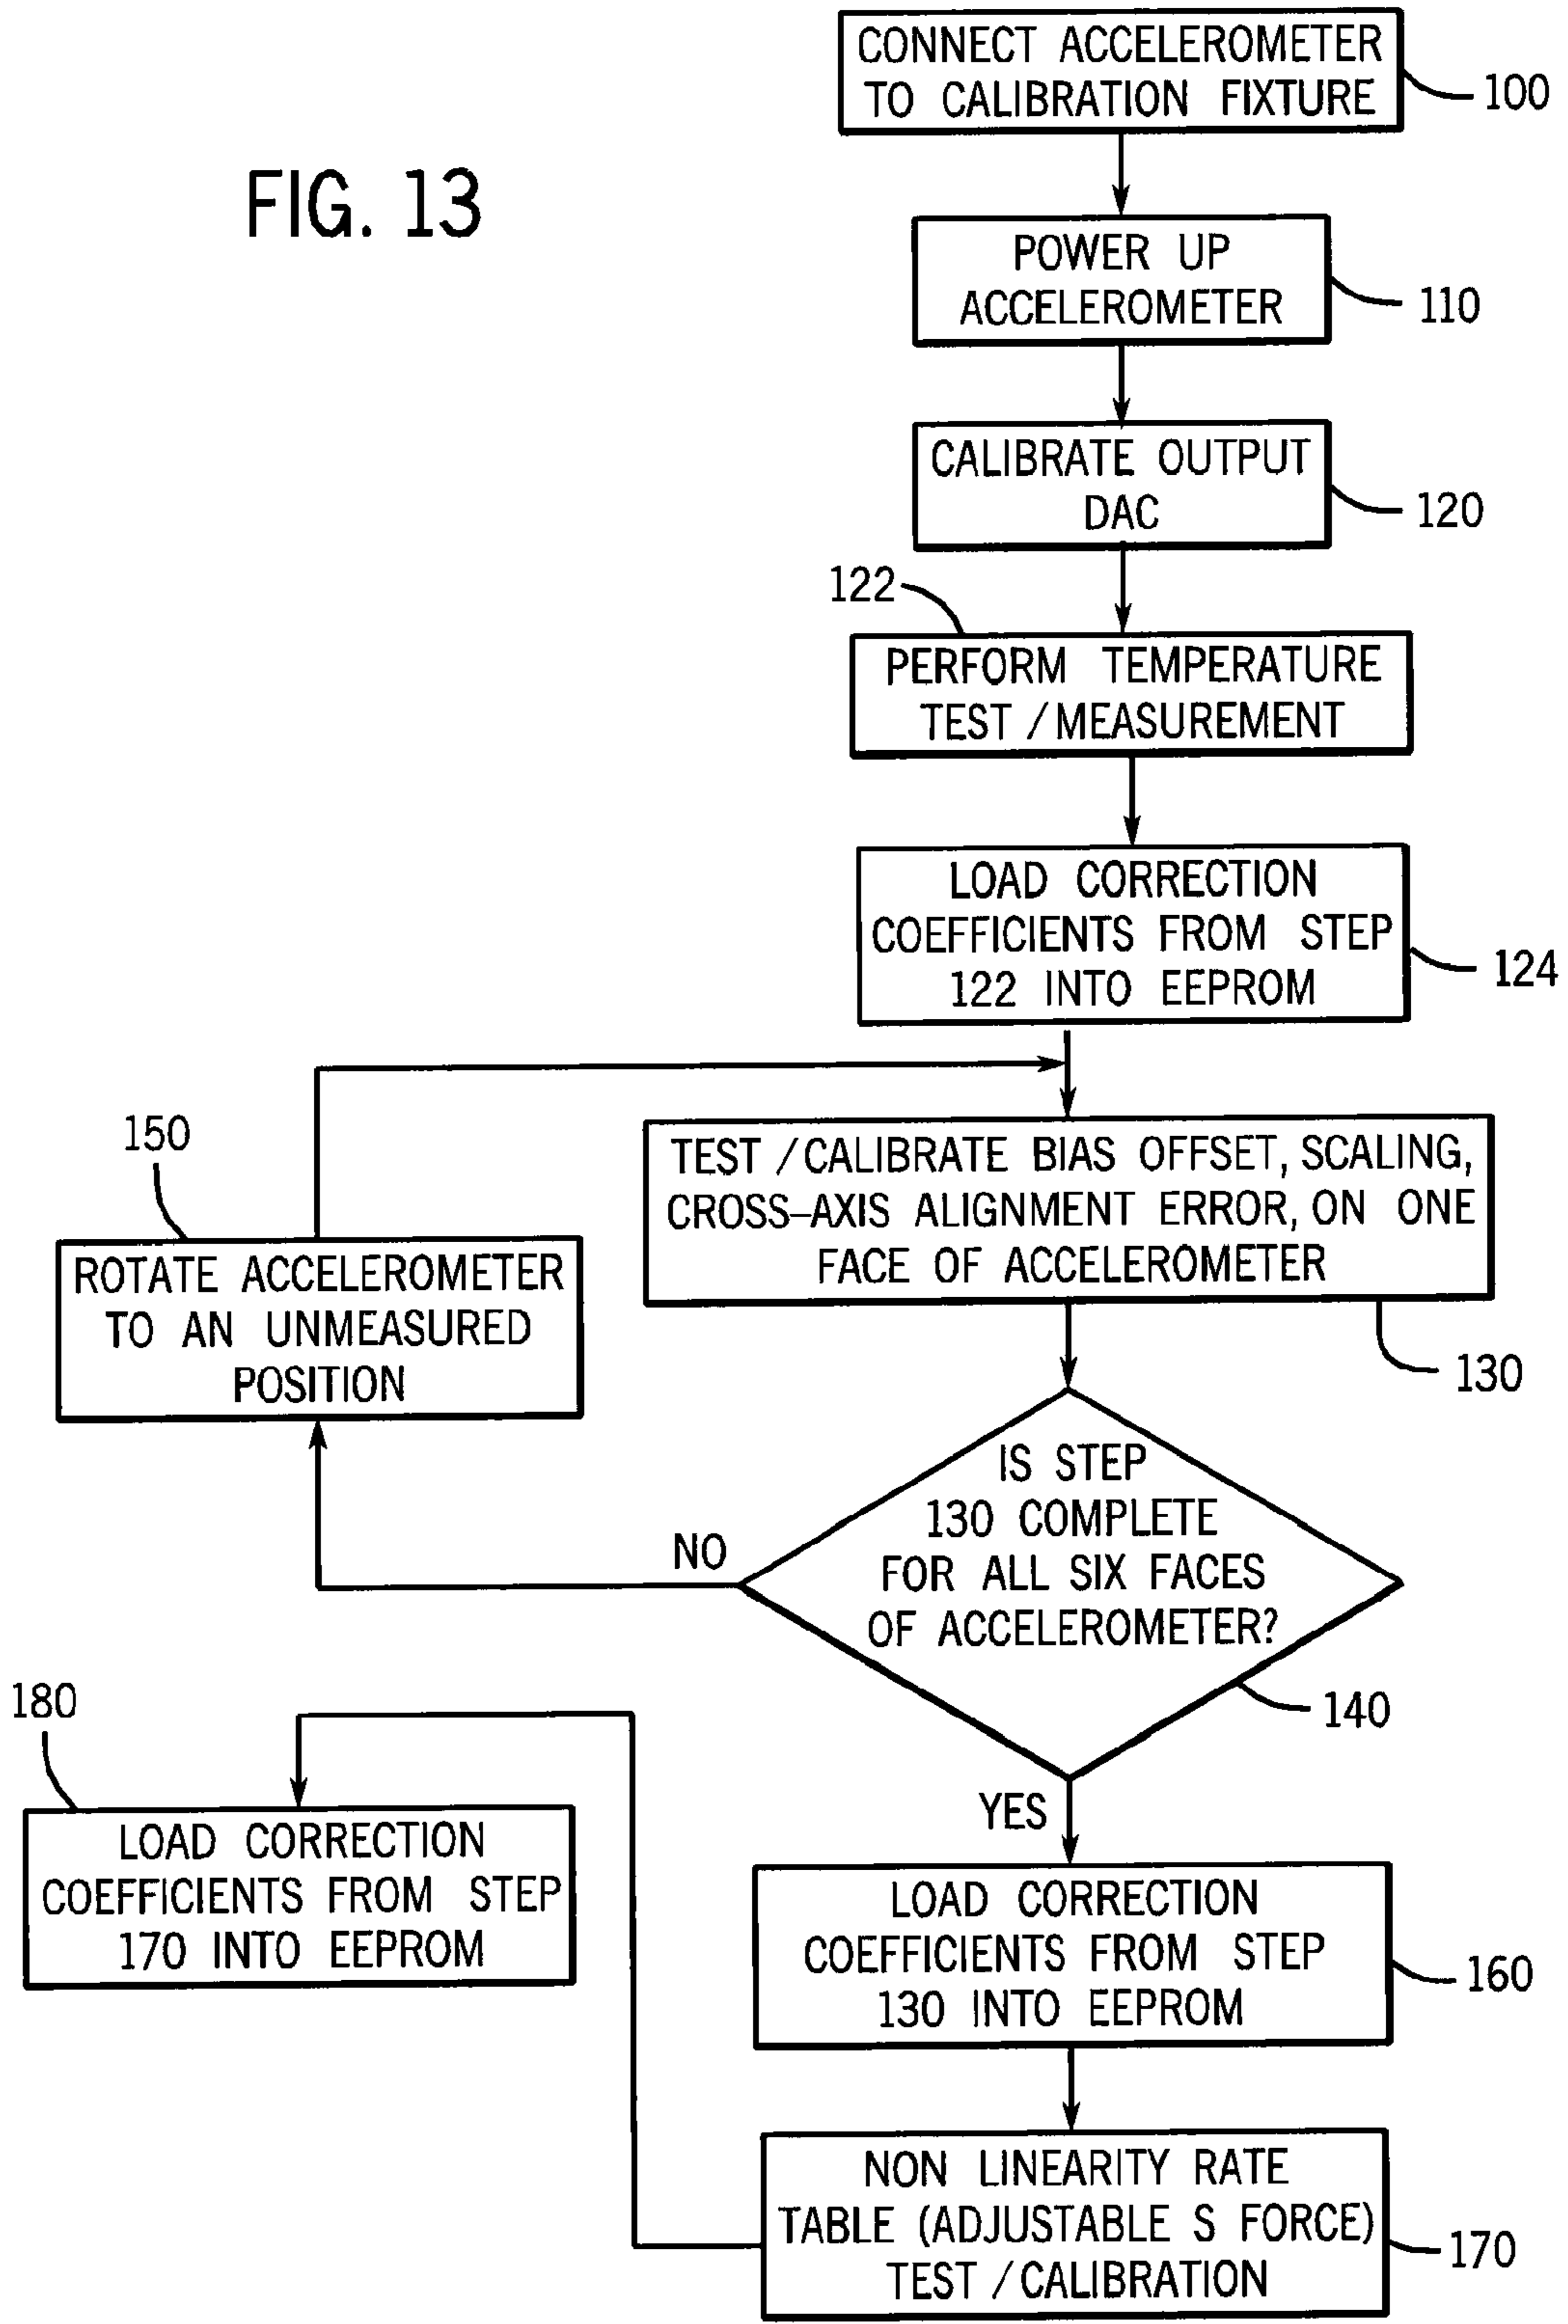 FIG. 13
CONNECT ACCELEROMETER
TO CALIBRATION FIXTURE
100
POWER UP
ACCELEROMETER
110
CALIBRATE OUTPUT
DAC
120
122
PERFORM TEMPERATURE
TEST / MEASUREMENT
LOAD CORRECTION
COEFFICIENTS FROM STEP
122 INTO EEPROM
124
TEST / CALIBRATE BIAS OFFSET, SCALING,
CROSS-AXIS ALIGNMENT ERROR, ON ONE
FACE OF ACCELEROMETER
130
150
ROTATE ACCELEROMETER
TO AN UNMEASURED
POSITION
IS STEP
130 COMPLETE
FOR ALL SIX FACES
OF ACCELEROMETER?
140
NO
YES
LOAD CORRECTION
COEFFICIENTS FROM STEP
130 INTO EEPROM
160
NON LINEARITY RATE
TABLE (ADJUSTABLE S FORCE)
TEST / CALIBRATION
170
180
LOAD CORRECTION
COEFFICIENTS FROM STEP
170 INTO EEPROM